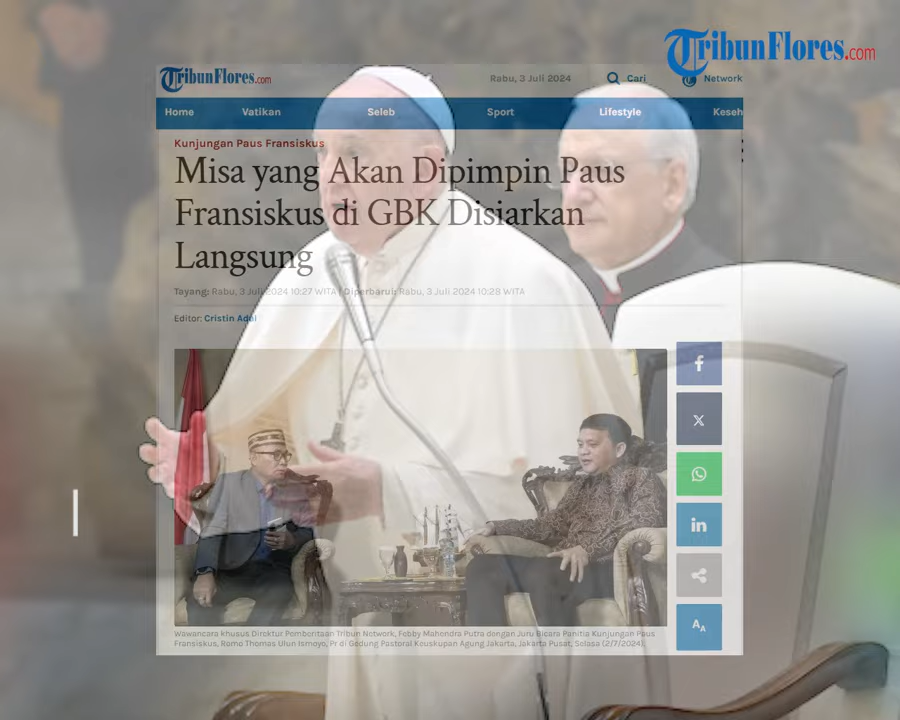 TribunFlores.com
TribunFlores.com
Rabu, 3 Juli 2024
Cari
Network
Home
Vatikan
Seleb
Sport
Lifestyle
Keseh
Kunjungan Paus Fransiskus
Misa yang Akan Dipimpin Paus
Fransiskus di GBK Disiarkan
Langsung
Tayang: Rabu, 3 Juli 2024 10:27 WITA | Diperbarui: Rabu, 3 Juli 2024 10:28 WITA
Editor: Cristin Adal
f
X
in
AA
Wawancara khusus Direktur Pemberitaan Tribun Network, Febby Mahendra Putra dengan Juru Bicara Panitia Kunjungan Paus
Fransiskus, Romo Thomas Ulun Ismoyo, Pr di Gedung Pastoral Keuskupan Agung Jakarta, Jakarta Pusat, Selasa (2/7/2024).